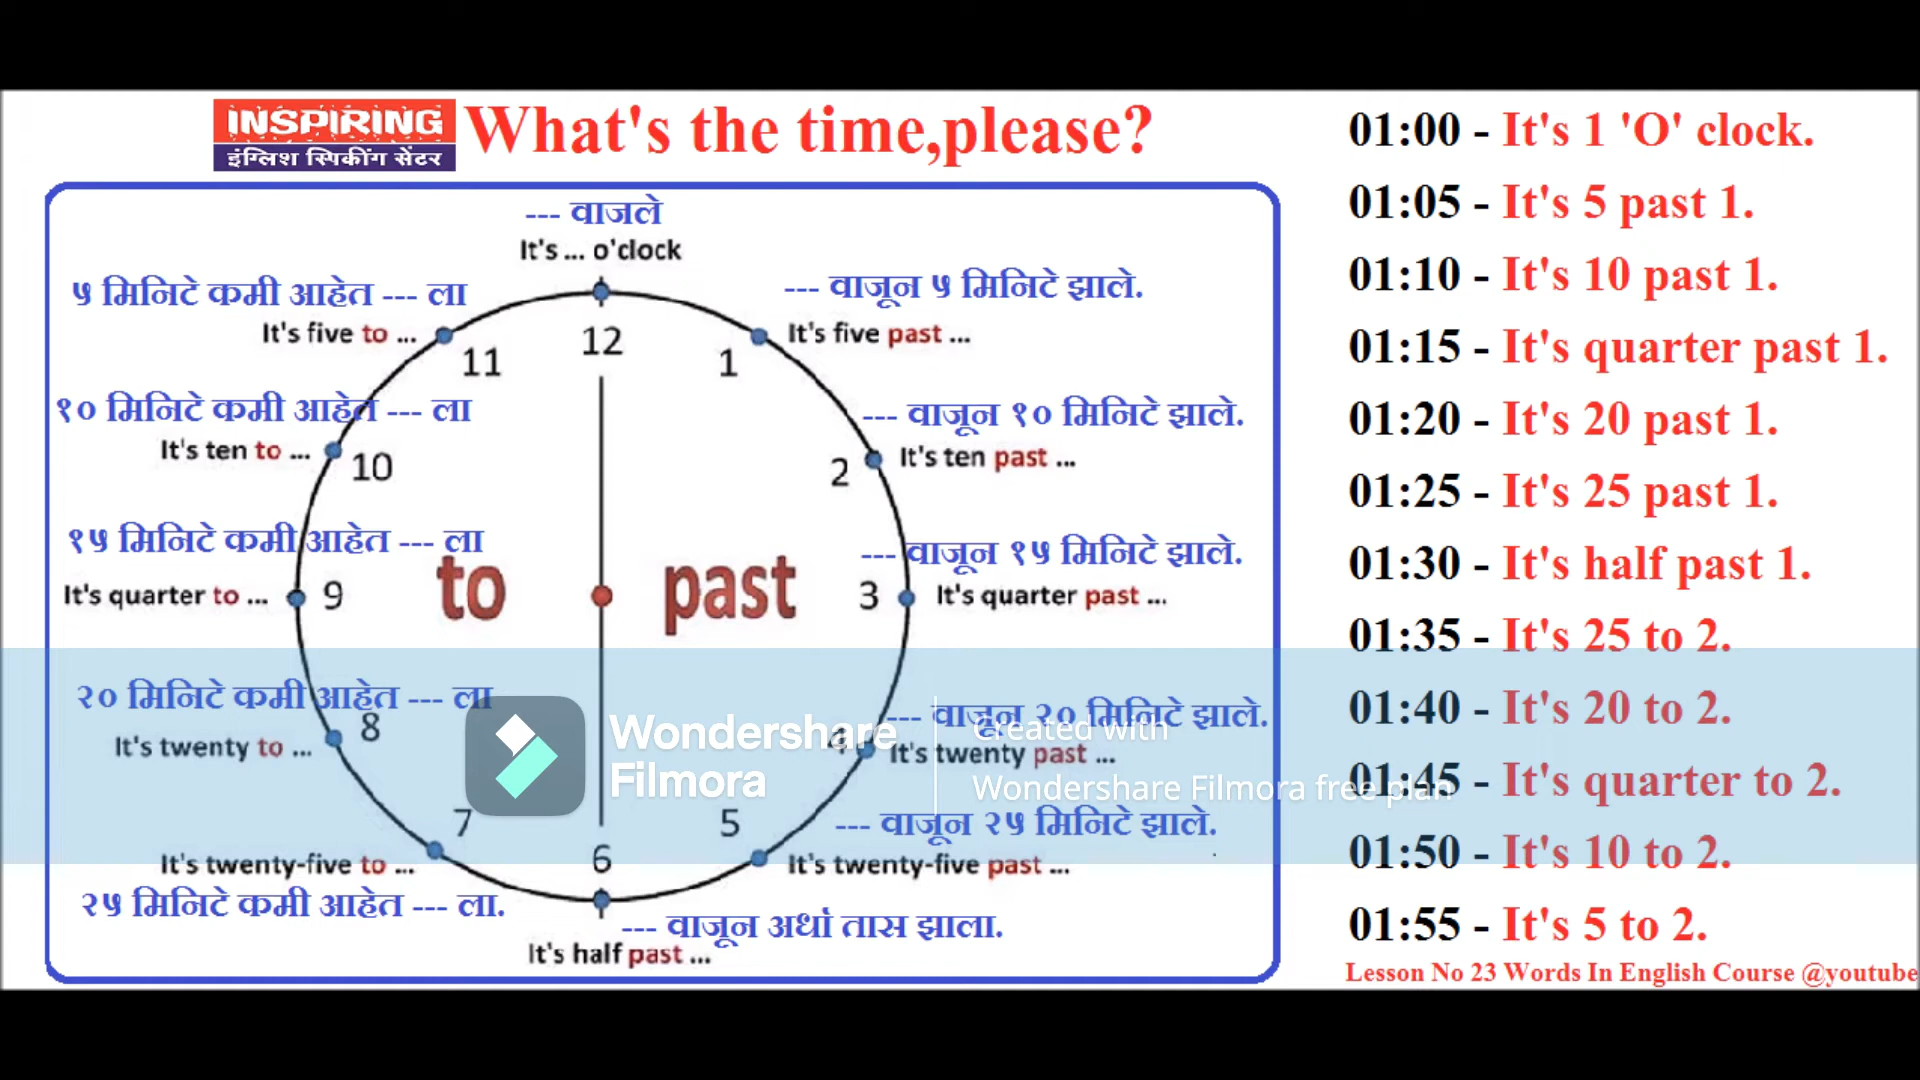 INSPIRING
इंग्लिश स्पिकींग सेंटर
What's the time,please?
--- वाजले
It's ... o'clock
५ मिनिटे कमी आहेत --- ला
It's five to ...
--- वाजून ५ मिनिटे झाले.
It's five past ...
11
12
1
१० मिनिटे कमी आहेत --- ला
It's ten to ...
10
--- वाजून १० मिनिटे झाले.
2
It's ten past ...
१५ मिनिटे कमी आहेत --- ला
It's quarter to ...
9
to
past
--- वाजून १५ मिनिटे झाले.
3
It's quarter past ...
२० मिनिटे कमी आहेत --- ला
It's twenty to ...
8
--- वाजून २० मिनिटे झाले.
4
It's twenty past ...
Wondershare
Filmora
Created with
Wondershare Filmora free plan
7
5
--- वाजून २५ मिनिटे झाले.
It's twenty-five to ...
6
It's twenty-five past ...
२५ मिनिटे कमी आहेत --- ला.
--- वाजून अर्धा तास झाला.
It's half past ...
01:00 - It's 1 'O' clock.
01:05 - It's 5 past 1.
01:10 - It's 10 past 1.
01:15 - It's quarter past 1.
01:20 - It's 20 past 1.
01:25 - It's 25 past 1.
01:30 - It's half past 1.
01:35 - It's 25 to 2.
01:40 - It's 20 to 2.
01:45 - It's quarter to 2.
01:50 - It's 10 to 2.
01:55 - It's 5 to 2.
Lesson No 23 Words In English Course @youtube